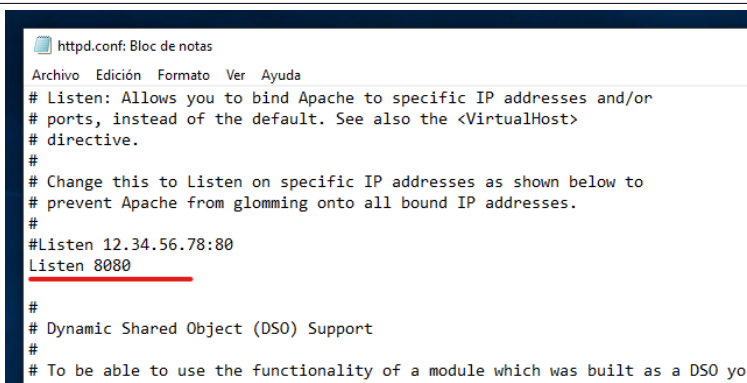 httpd.conf: Bloc de notas
Archivo Edición Formato Ver Ayuda
# Listen: Allows you to bind Apache to specific IP addresses and/or
# ports, instead of the default. See also the <VirtualHost>
# directive.
#
# Change this to Listen on specific IP addresses as shown below to
# prevent Apache from glomming onto all bound IP addresses.
#
#Listen 12.34.56.78:80
Listen 8080
#
# Dynamic Shared Object (DSO) Support
#
# To be able to use the functionality of a module which was built as a DSO yo